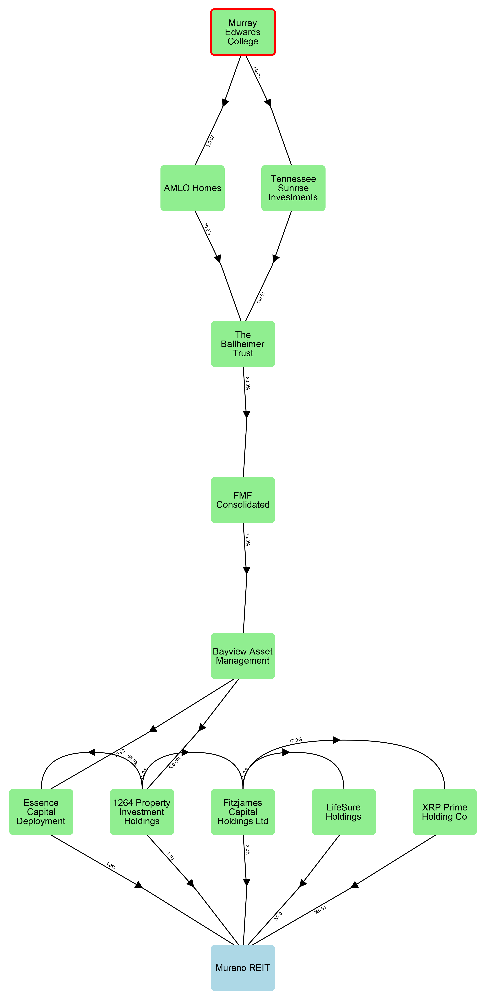 Murray
Edwards
College
50.0%
75.0%
AMLO Homes
Tennessee
Sunrise
Investments
90.0%
10.0%
The
Ballheimer
Trust
80.0%
FMF
Consolidated
75.0%
Bayview Asset
Management
17.0%
35.0%
65.0%
100.0%
Essence
Capital
Deployment
1264 Property
Investment
Holdings
Fitzjames
Capital
Holdings Ltd
LifeSure
Holdings
XRP Prime
Holding Co
5.0%
5.0%
3.0%
0.5%
15.0%
Murano REIT